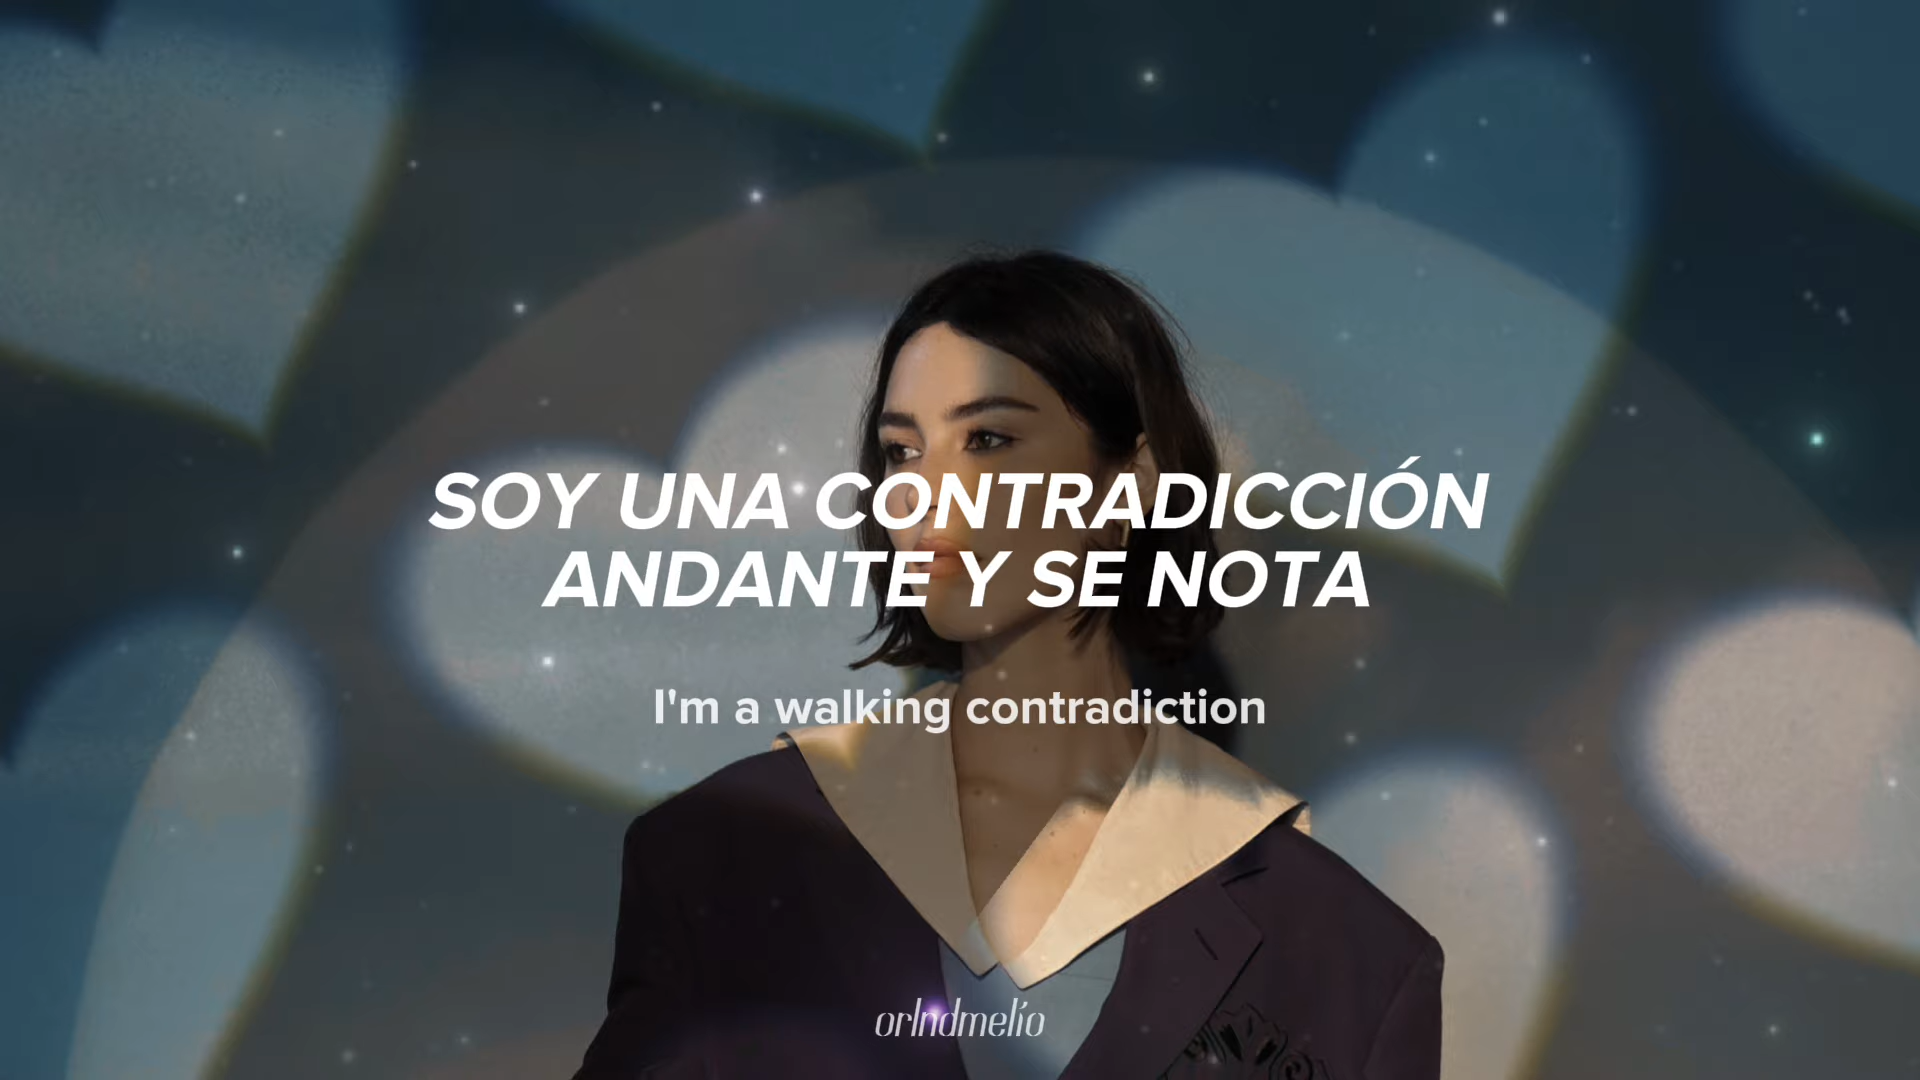 SOY UNA CONTRADICCIÓN
ANDANTE Y SE NOTA
I'm a walking contradiction
orlndmelío